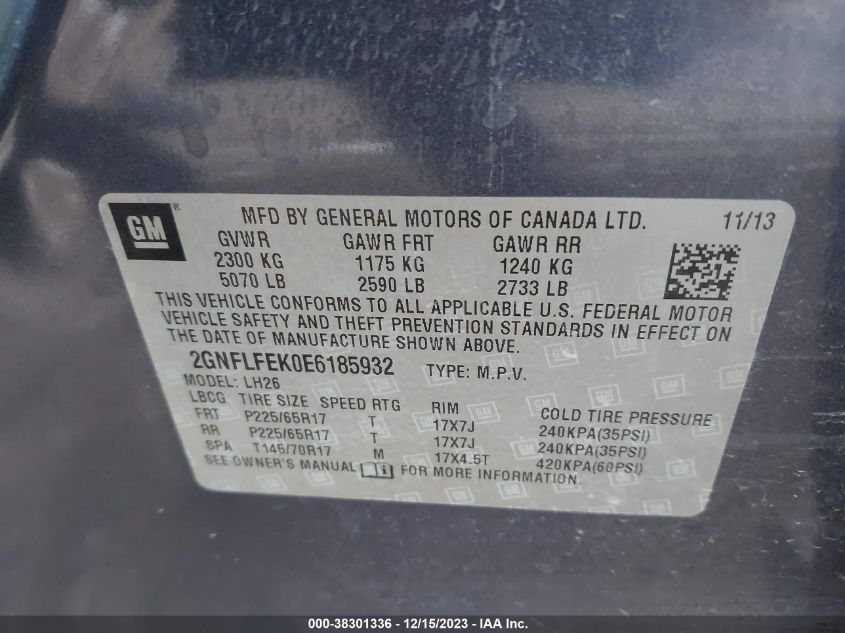 GM ® MFD BY GENERAL MOTORS OF CANADA LTD. 11/13
GVWR GAWR FRT GAWR RR
2300 KG 1175 KG 1240 KG
5070 LB 2590 LB 2733 LB
THIS VEHICLE CONFORMS TO ALL APPLICABLE U.S. FEDERAL MOTOR
VEHICLE SAFETY AND THEFT PREVENTION STANDARDS IN EFFECT ON
THE DATE OF MANUFACTURE SHOWN ABOVE.
2GNFLFEK0E6185932 TYPE: M.P.V.
MODEL: LH26
LBCG TIRE SIZE SPEED RTG RIM COLD TIRE PRESSURE
FRT P225/65R17 T 17X7J 240KPA(35PSI)
RR P225/65R17 T 17X7J 240KPA(35PSI)
SPA T145/70R17 M 17X4.5T 420KPA(60PSI)
SEE OWNER'S MANUAL i FOR MORE INFORMATION.
000-38301336 - 12/15/2023 - IAA Inc.